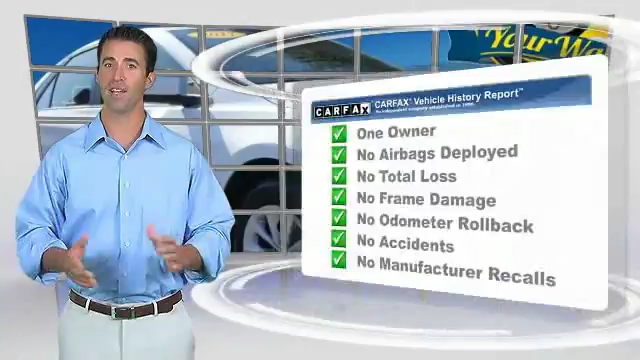 Your Wa
CARFAX
CARFAX Vehicle History Report™
One Owner
No Airbags Deployed
No Total Loss
No Frame Damage
No Odometer Rollback
No Accidents
No Manufacturer Recalls